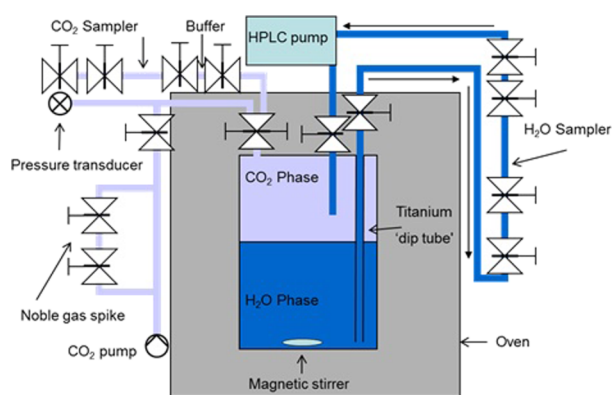 CO2 Sampler
Buffer
HPLC pump
H2O Sampler
Pressure transducer
CO2 Phase
Titanium
'dip tube'
H2O Phase
Noble gas spike
CO2 pump
Oven
Magnetic stirrer